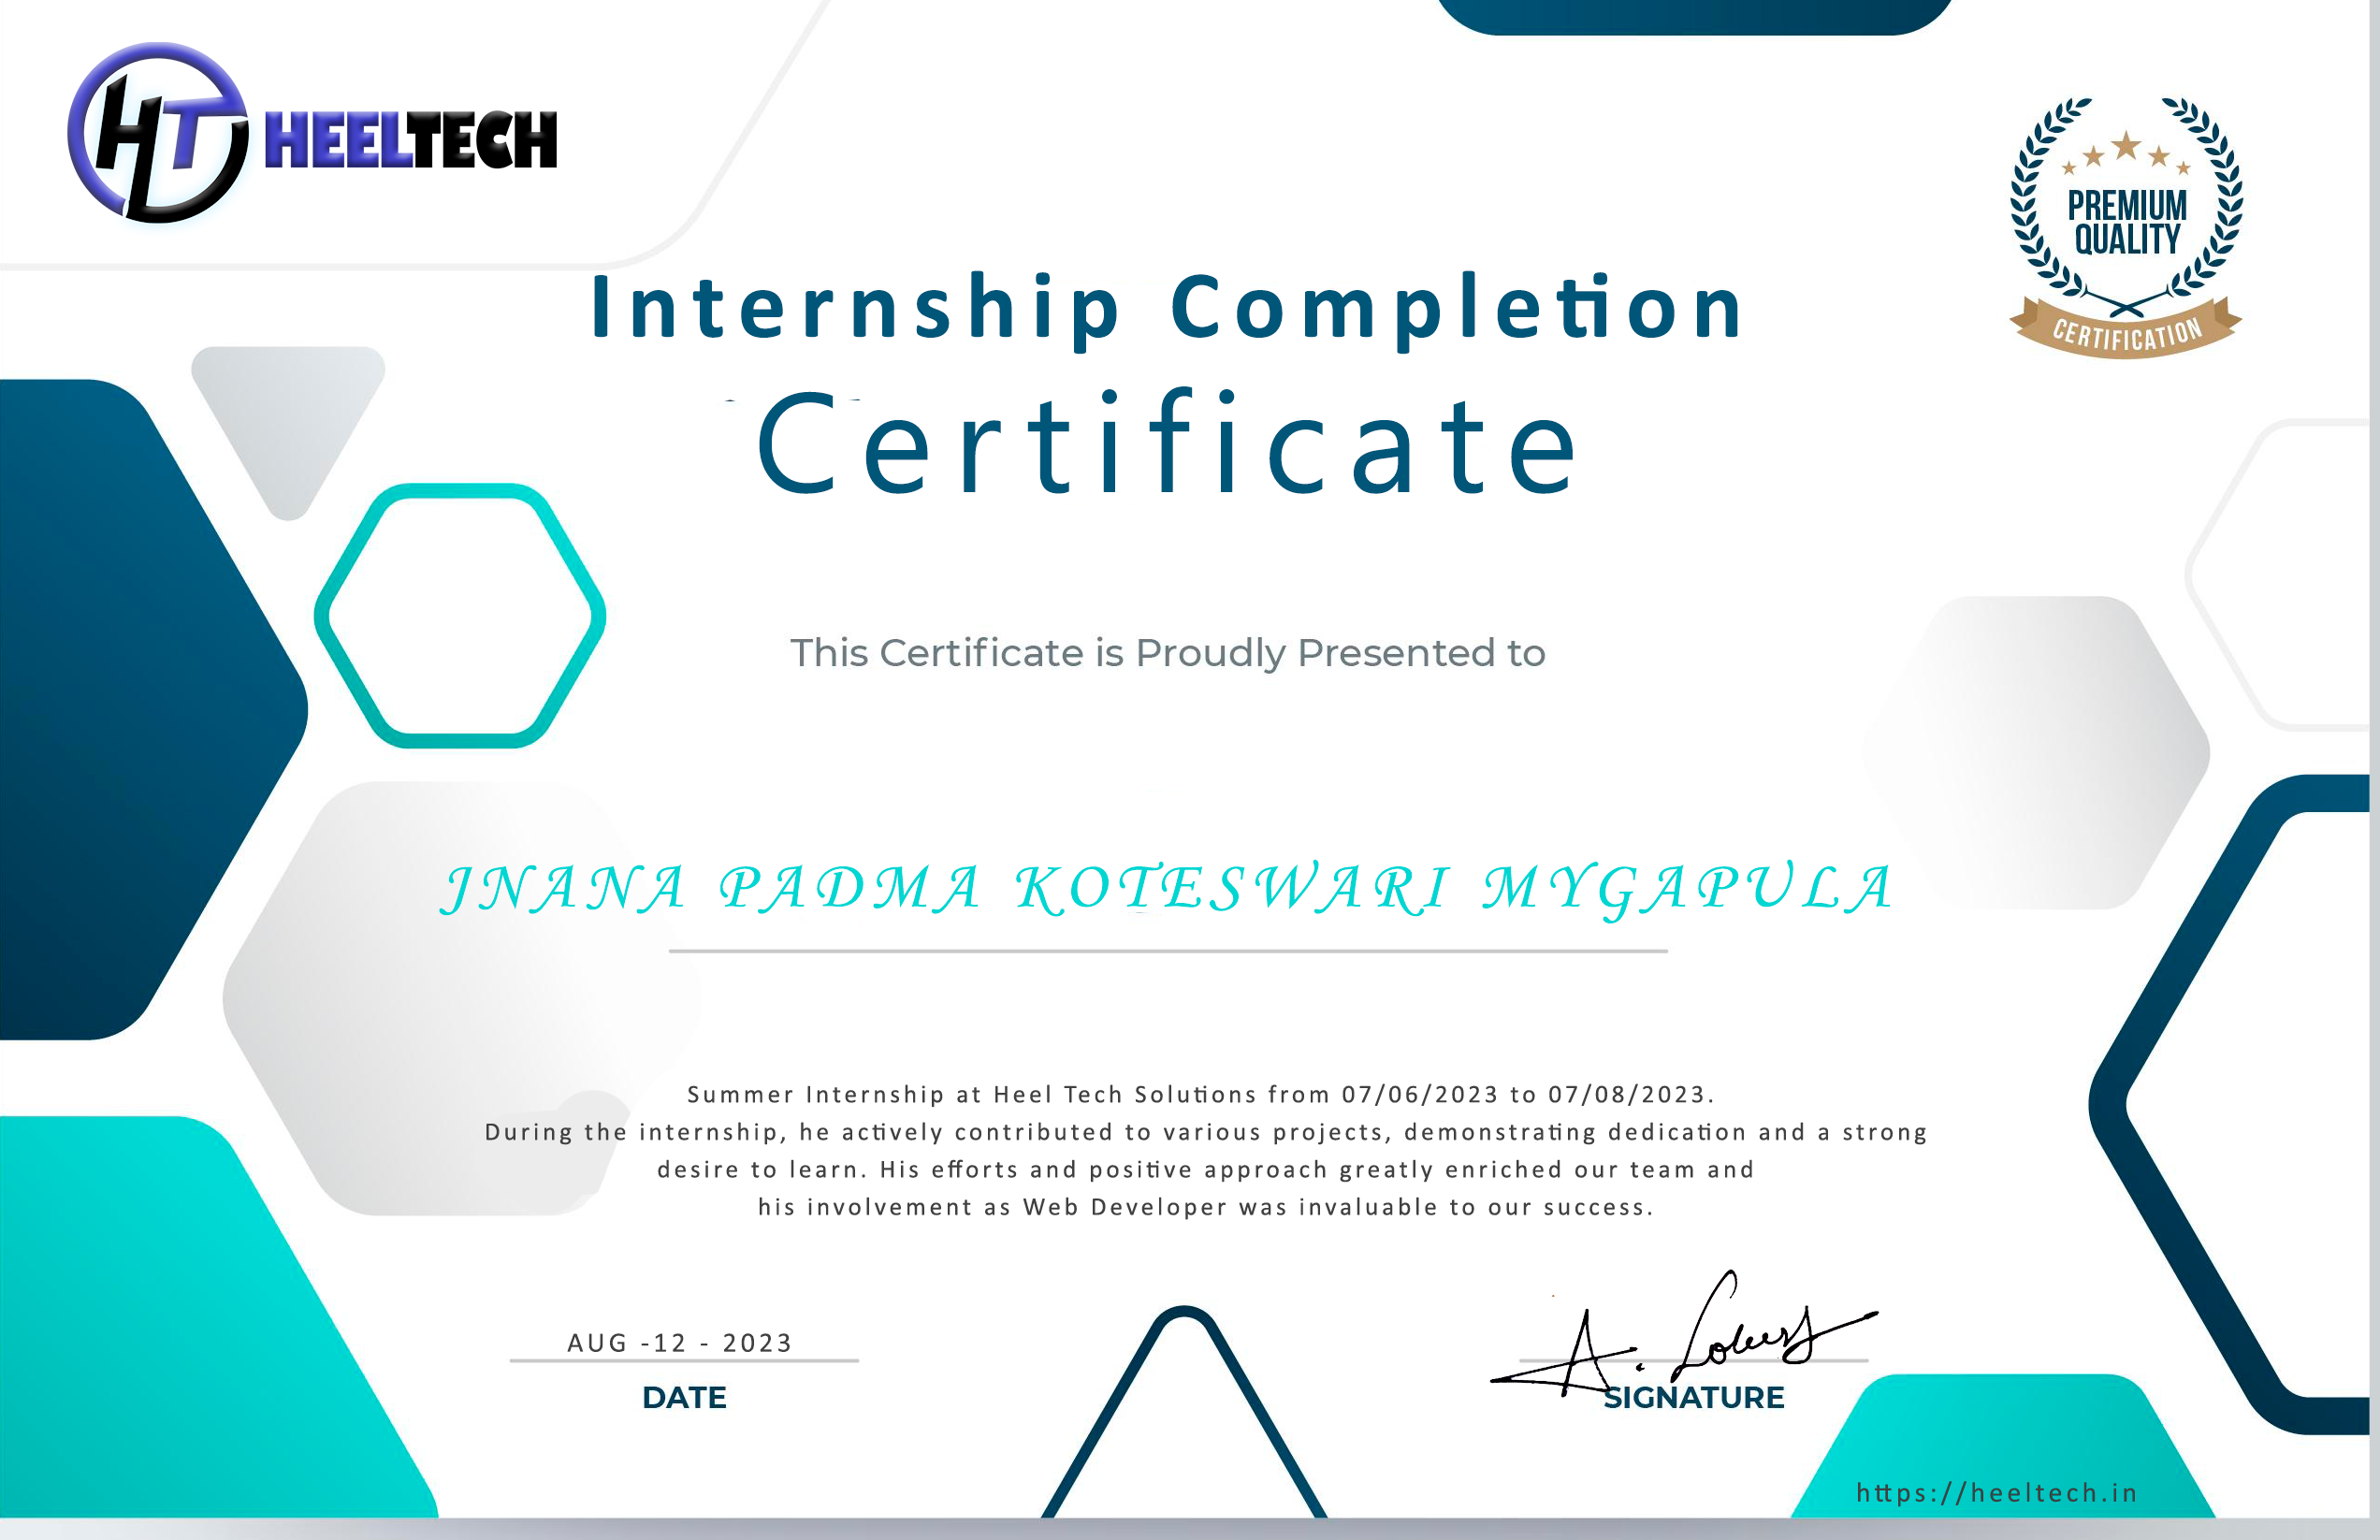 HT HEELTECH
PREMIUM
QUALITY
CERTIFICATION
Internship Completion
Certificate
This Certificate is Proudly Presented to
JNANA PADMA KOTESWARI MYGAPULA
Summer Internship at Heel Tech Solutions from 07/06/2023 to 07/08/2023.
During the internship, he actively contributed to various projects, demonstrating dedication and a strong
desire to learn. His efforts and positive approach greatly enriched our team and
his involvement as Web Developer was invaluable to our success.
AUG -12 - 2023
DATE
SIGNATURE
https://heeltech.in